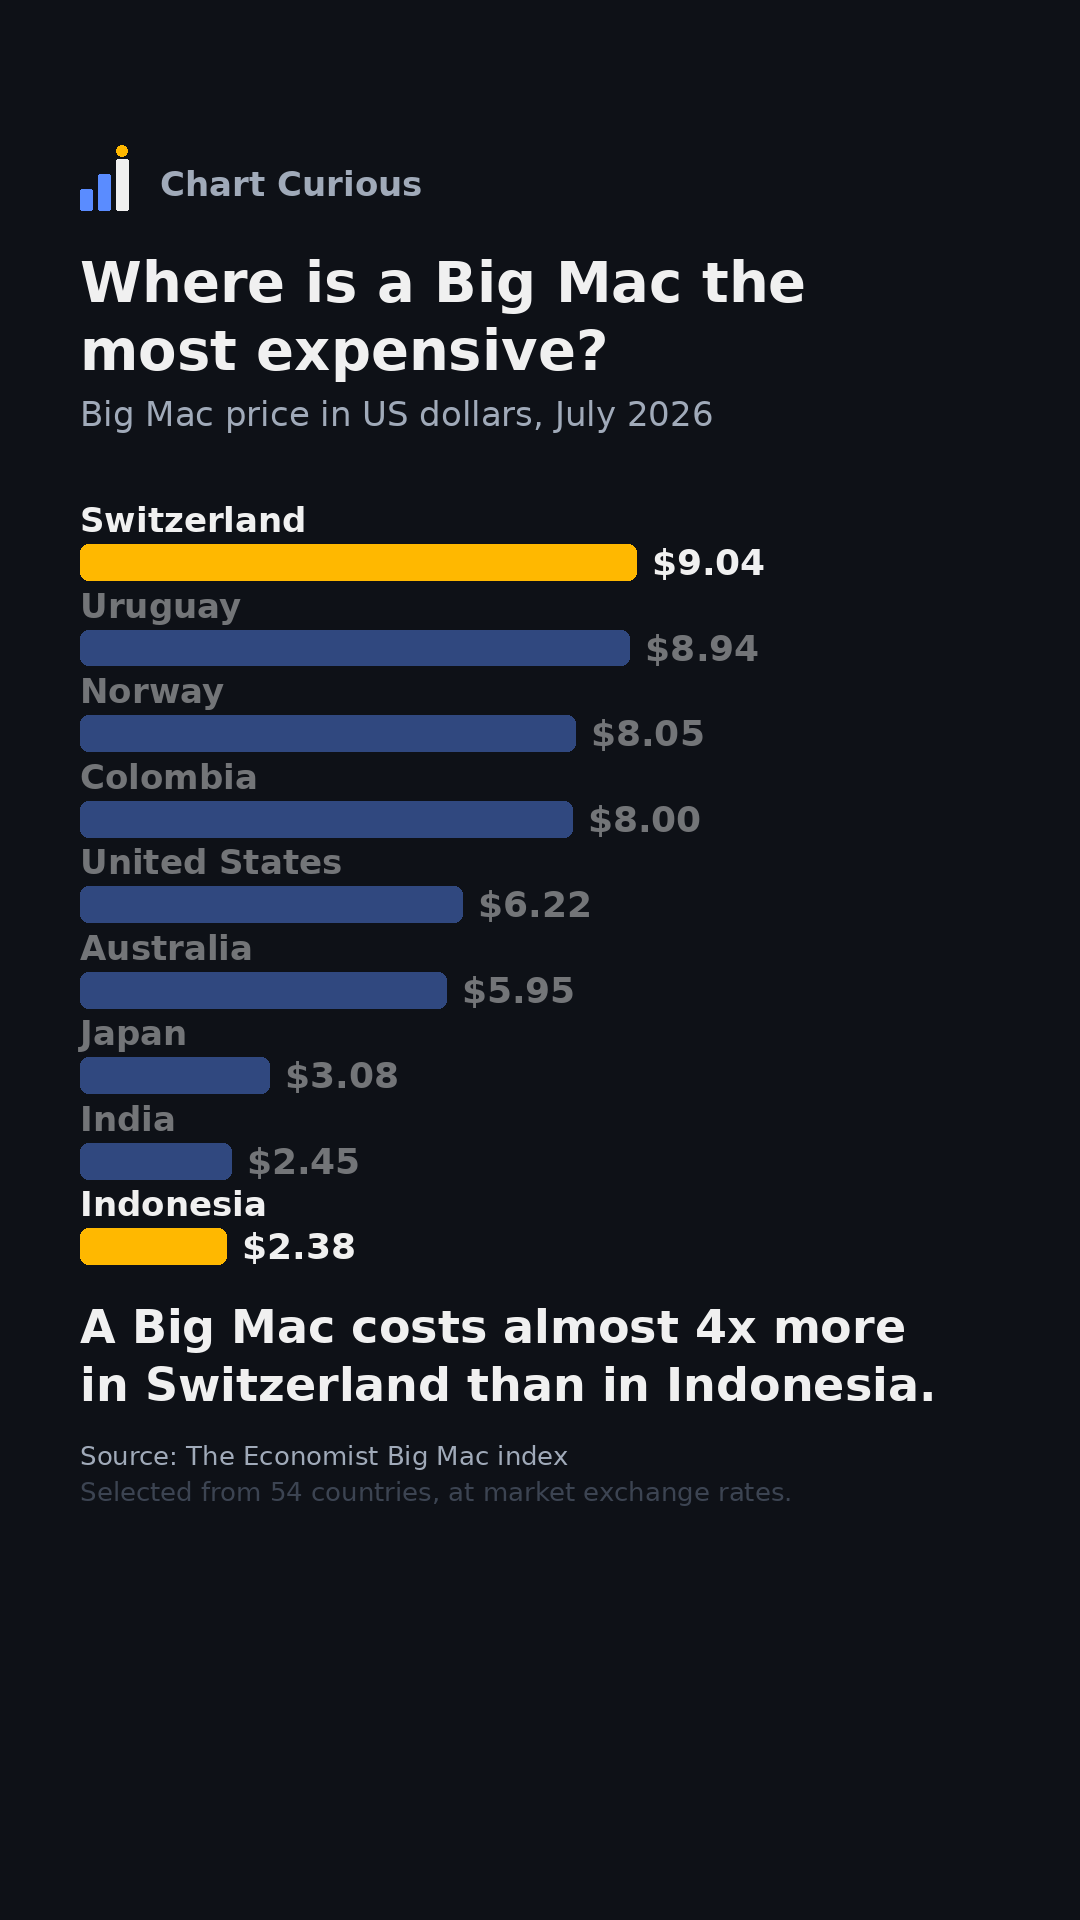 Chart Curious
Where is a Big Mac the
most expensive?
Big Mac price in US dollars, July 2026
Switzerland
$9.04
Uruguay
$8.94
Norway
$8.05
Colombia
$8.00
United States
$6.22
Australia
$5.95
Japan
$3.08
India
$2.45
Indonesia
$2.38
A Big Mac costs almost 4x more
in Switzerland than in Indonesia.
Source: The Economist Big Mac index
Selected from 54 countries, at market exchange rates.